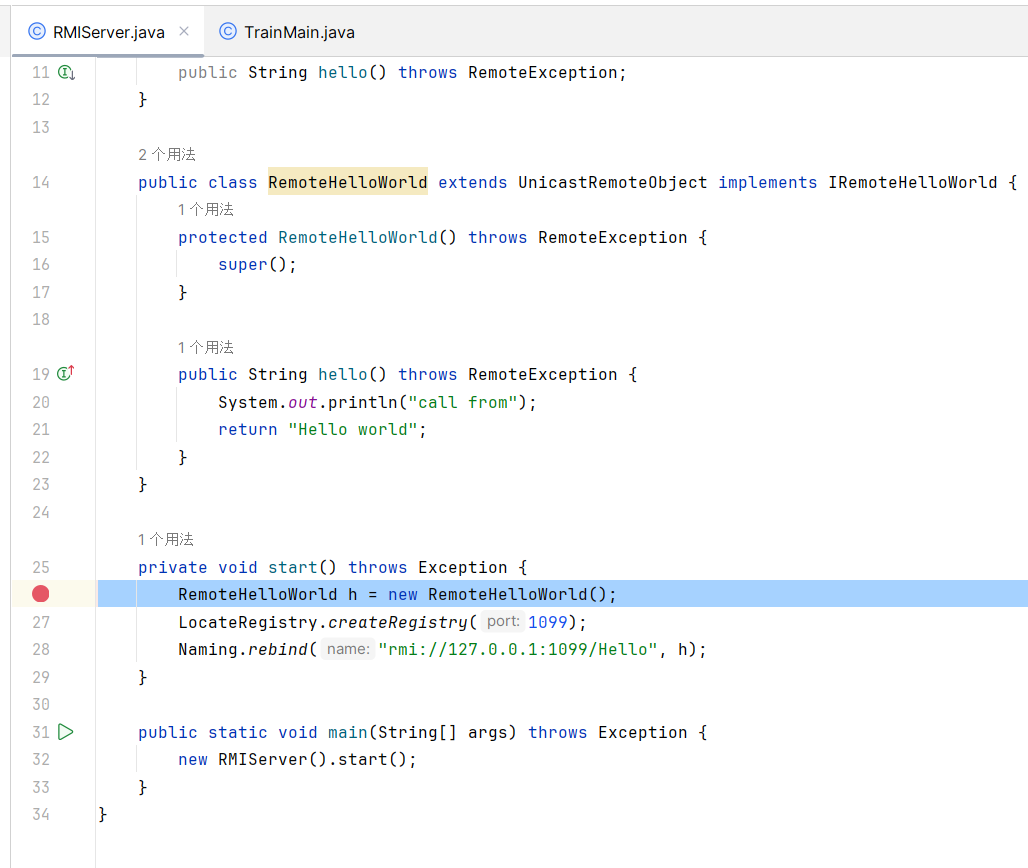 RMIServer.java × TrainMain.java
11 public String hello() throws RemoteException;
12 }
13
2 个用法
14 public class RemoteHelloWorld extends UnicastRemoteObject implements IRemoteHelloWorld {
1 个用法
15 protected RemoteHelloWorld() throws RemoteException {
16 super();
17 }
18
1 个用法
19 public String hello() throws RemoteException {
20 System.out.println("call from");
21 return "Hello world";
22 }
23 }
24
1 个用法
25 private void start() throws Exception {
RemoteHelloWorld h = new RemoteHelloWorld();
27 LocateRegistry.createRegistry( port: 1099);
28 Naming.rebind( name: "rmi://127.0.0.1:1099/Hello", h);
29 }
30
31 public static void main(String[] args) throws Exception {
32 new RMIServer().start();
33 }
34 }